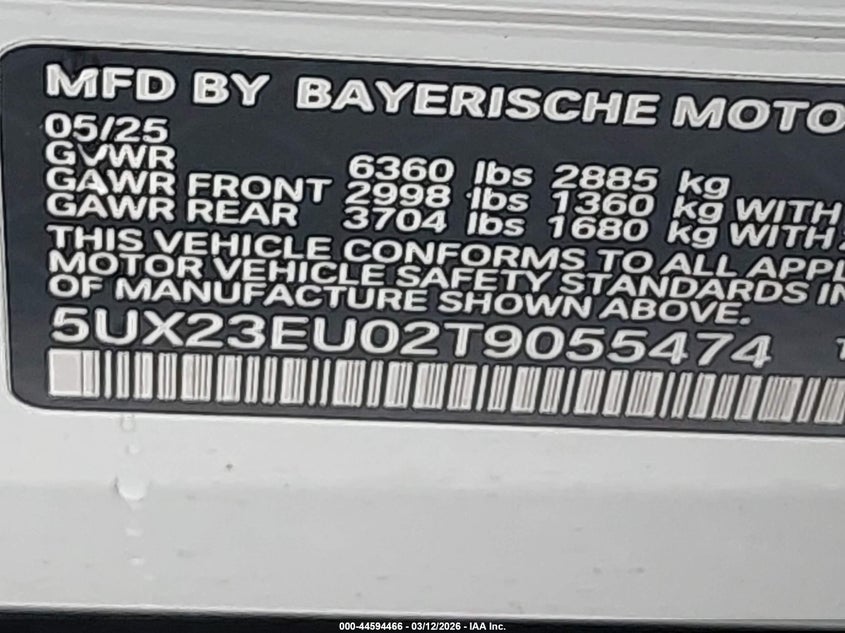 MFD BY BAYERISCHE MOTO
05/25
GVWR 6360 lbs 2885 kg
GAWR FRONT 2998 lbs 1360 kg WITH
GAWR REAR 3704 lbs 1680 kg WITH
THIS VEHICLE CONFORMS TO ALL APPL
MOTOR VEHICLE SAFETY STANDARDS IN
OF MANUFACTURE SHOWN ABOVE.
5UX23EU02T9055474
000-44594466 - 03/12/2026 - IAA Inc.